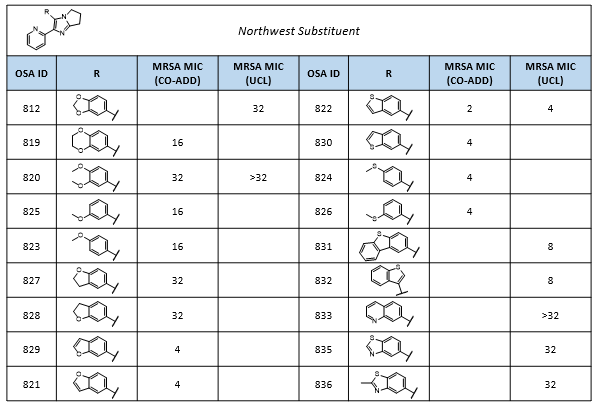 Northwest Substituent
OSA ID R MRSA MIC (CO-ADD) MRSA MIC (UCL) OSA ID R MRSA MIC (CO-ADD) MRSA MIC (UCL)
812 32 822 2 4
819 16 830 4
820 32 >32 824 4
825 16 826 4
823 16 831 8
827 32 832 8
828 32 833 >32
829 4 835 32
821 4 836 32